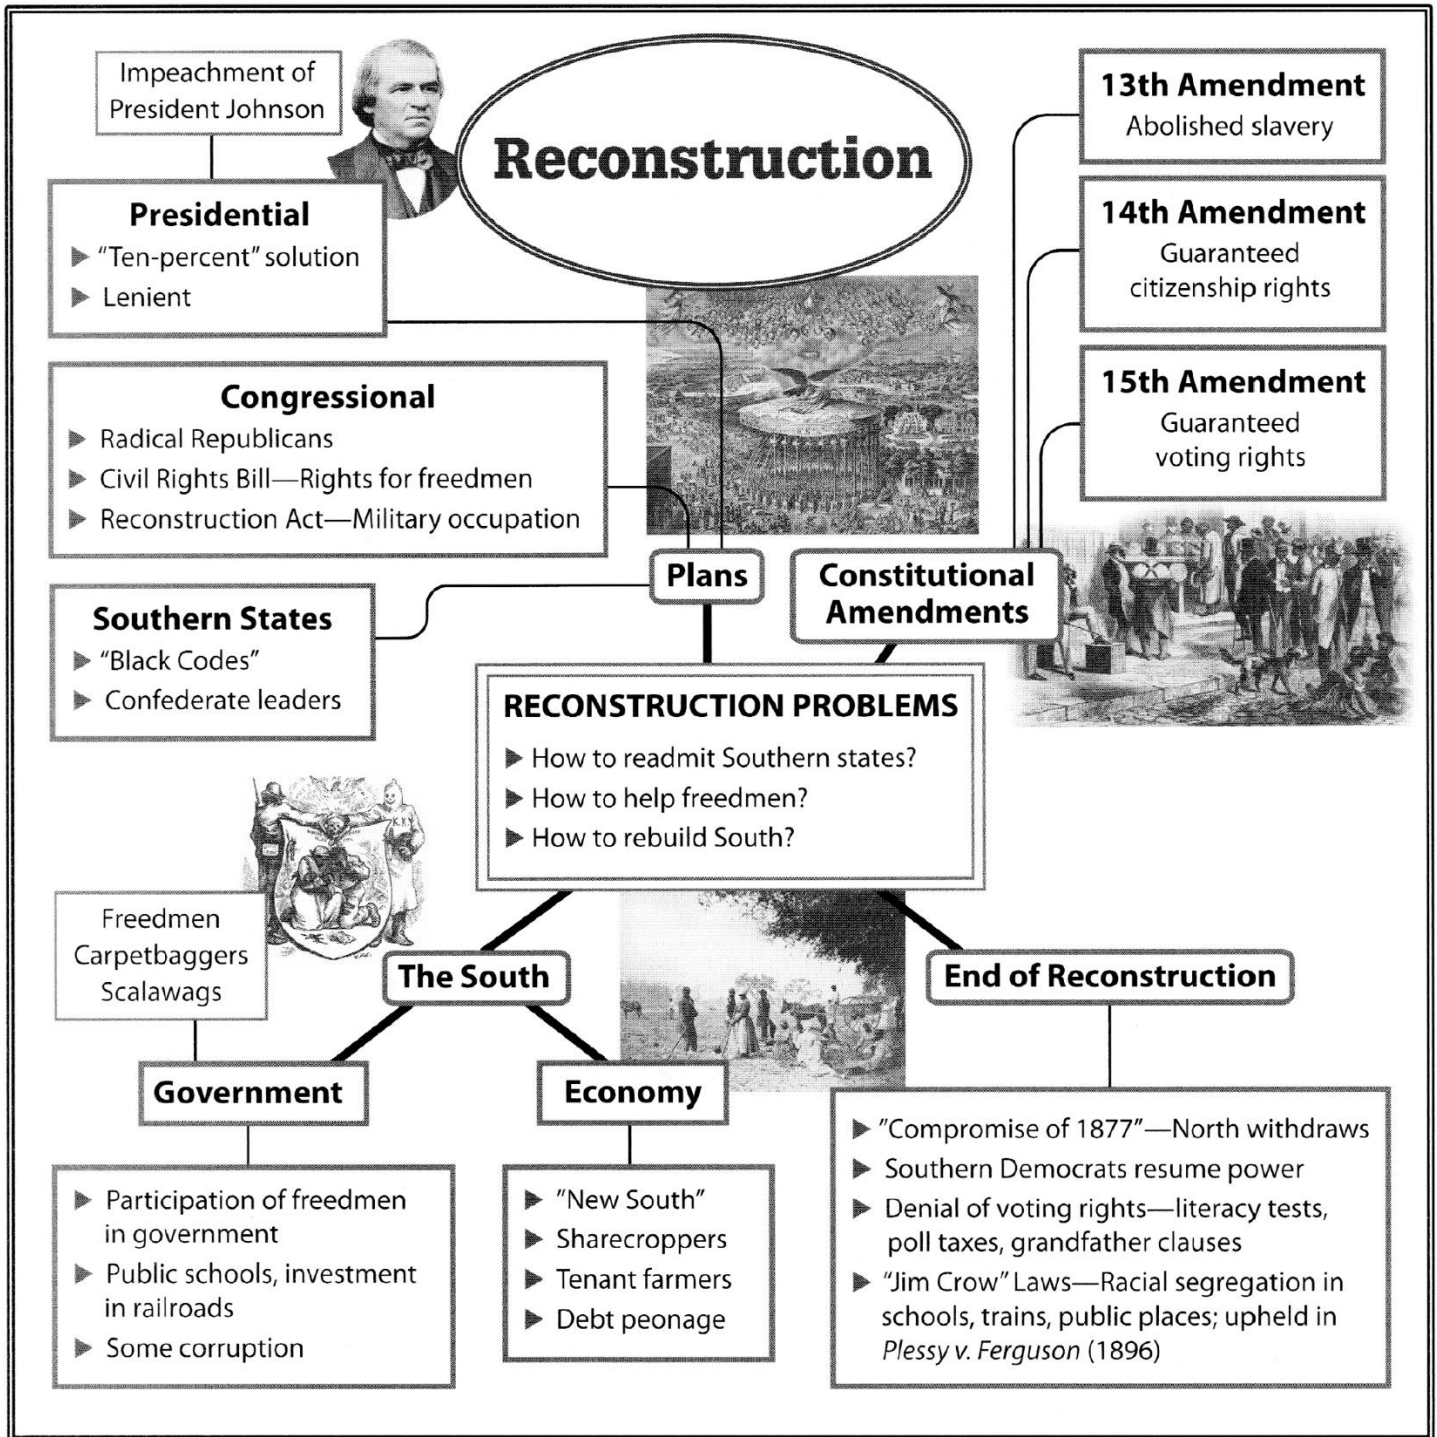 Impeachment of
President Johnson
Reconstruction
Presidential
"Ten-percent" solution
Lenient
Congressional
Radical Republicans
Civil Rights Bill—Rights for freedmen
Reconstruction Act—Military occupation
Southern States
"Black Codes"
Confederate leaders
Plans
Constitutional
Amendments
13th Amendment
Abolished slavery
14th Amendment
Guaranteed
citizenship rights
15th Amendment
Guaranteed
voting rights
RECONSTRUCTION PROBLEMS
How to readmit Southern states?
How to help freedmen?
How to rebuild South?
Freedmen
Carpetbaggers
Scalawags
The South
Government
Participation of freedmen
in government
Public schools, investment
in railroads
Some corruption
Economy
"New South"
Sharecroppers
Tenant farmers
Debt peonage
End of Reconstruction
"Compromise of 1877"—North withdraws
Southern Democrats resume power
Denial of voting rights—literacy tests,
poll taxes, grandfather clauses
"Jim Crow" Laws—Racial segregation in
schools, trains, public places; upheld in
Plessy v. Ferguson (1896)